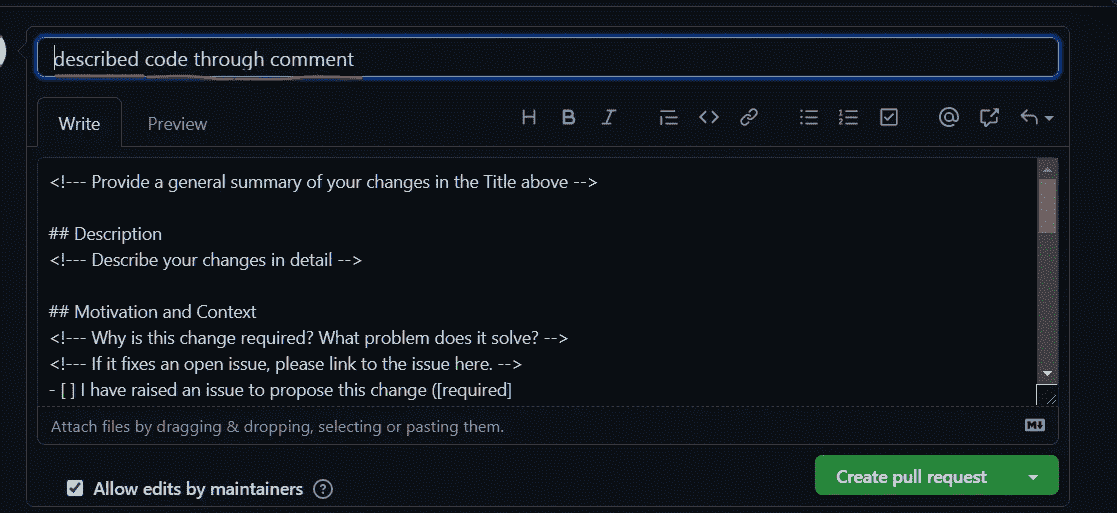 described code through comment
Write Preview
<!--- Provide a general summary of your changes in the Title above -->
## Description
<!--- Describe your changes in detail -->
## Motivation and Context
<!--- Why is this change required? What problem does it solve? -->
<!--- If it fixes an open issue, please link to the issue here. -->
- [ ] I have raised an issue to propose this change ([required]
Attach files by dragging & dropping, selecting or pasting them.
Allow edits by maintainers
Create pull request